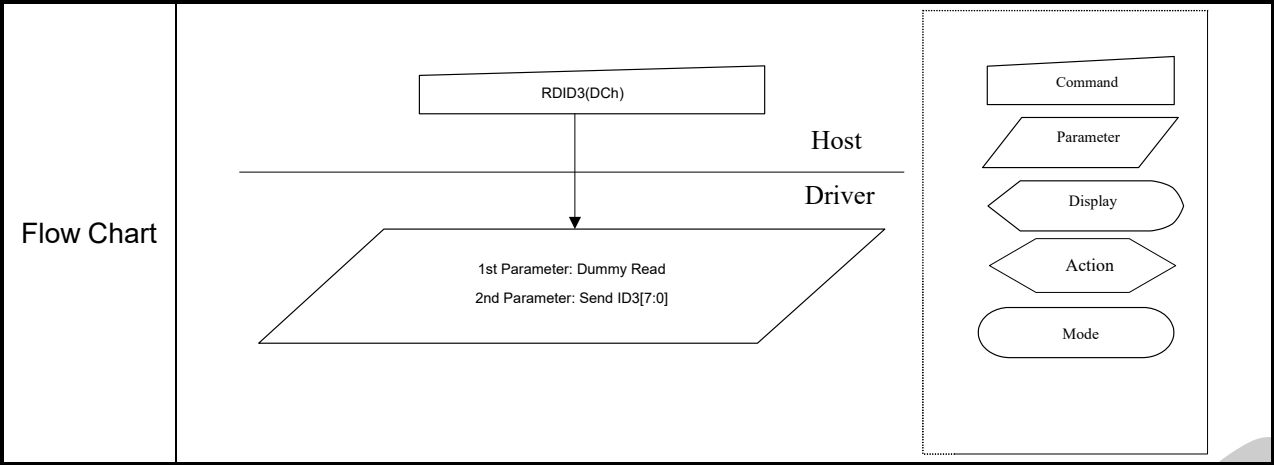 Flow Chart
RDID3(DCh)
Host
Driver
1st Parameter: Dummy Read
2nd Parameter: Send ID3[7:0]
Command
Parameter
Display
Action
Mode